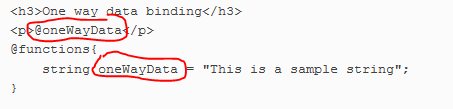 <h3>One way data binding</h3>
<p>@oneWayData</p>
@functions{
string oneWayData = "This is a sample string";
}